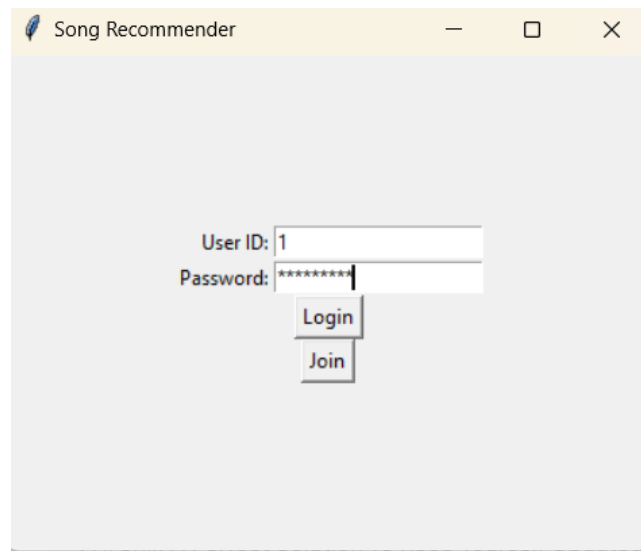 Song Recommender
User ID: 1
Password: *********
Login
Join